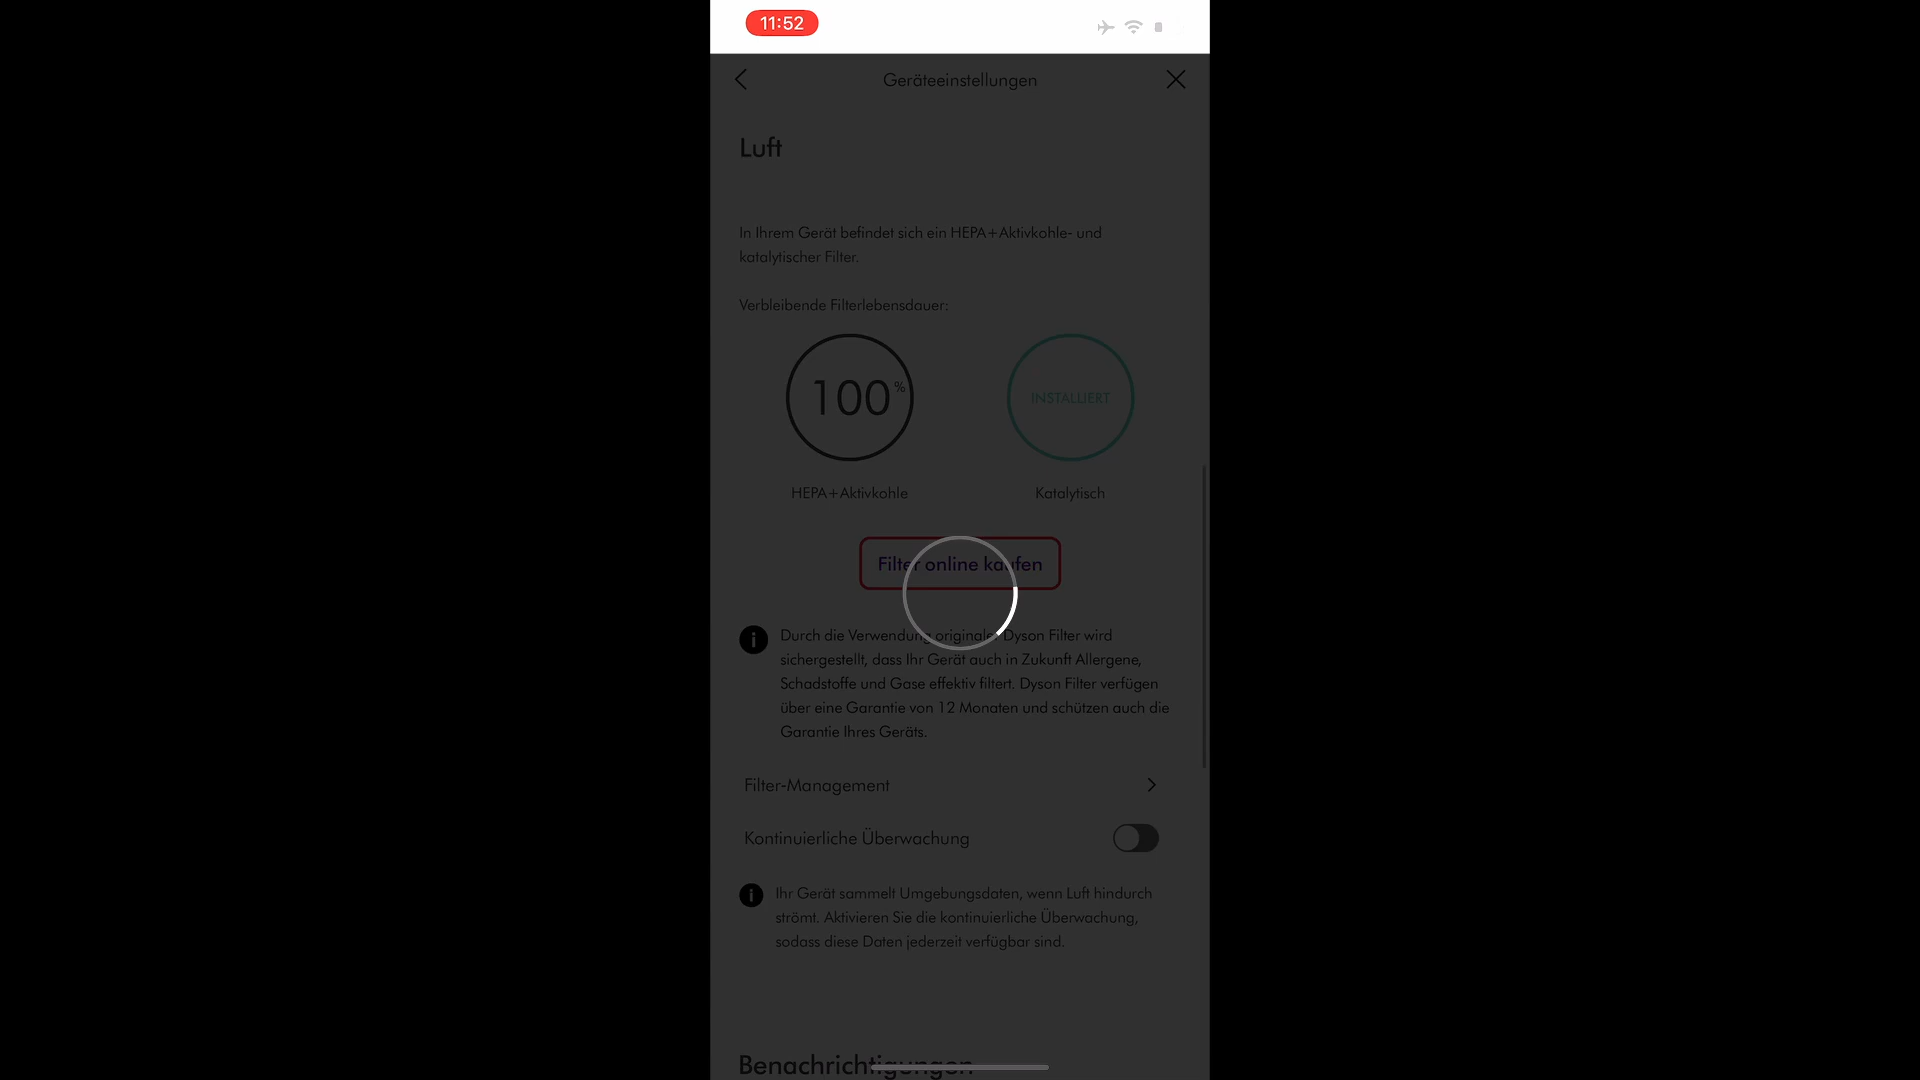 11:52
Geräteeinstellungen
Luft
In Ihrem Gerät befindet sich ein HEPA+Aktivkohle- und
katalytischer Filter.
Verbleibende Filterlebensdauer:
100%
INSTALLIERT
HEPA+Aktivkohle
Katalytisch
Filter online kaufen
Durch die Verwendung originaler Dyson Filter wird
sichergestellt, dass Ihr Gerät auch in Zukunft Allergene,
Schadstoffe und Gase effektiv filtert. Dyson Filter verfügen
über eine Garantie von 12 Monaten und schützen auch die
Garantie Ihres Geräts.
Filter-Management
Kontinuierliche Überwachung
Ihr Gerät sammelt Umgebungsdaten, wenn Luft hindurch
strömt. Aktivieren Sie die kontinuierliche Überwachung,
sodass diese Daten jederzeit verfügbar sind.
Benachrichtigungen